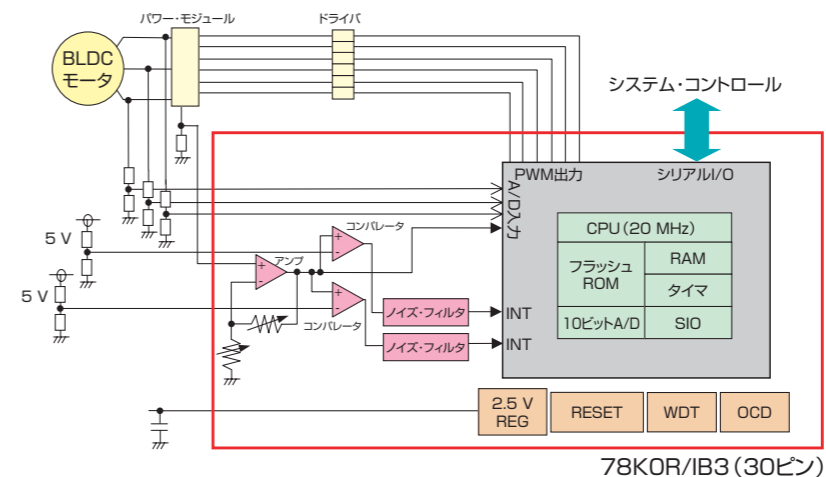 パワー・モジュール
ドライバ
BLDC
モータ
システム・コントロール
PWM出力
シリアルI/O
A/D入力
コンパレータ
CPU(20 MHz)
5 V
アンプ
フラッシュ
ROM
RAM
タイマ
5 V
コンパレータ
ノイズ・フィルタ
INT
10ビットA/D
SIO
ノイズ・フィルタ
INT
2.5 V
REG
RESET
WDT
OCD
78K0R/IB3(30ピン)
+
-
+
-
+
-